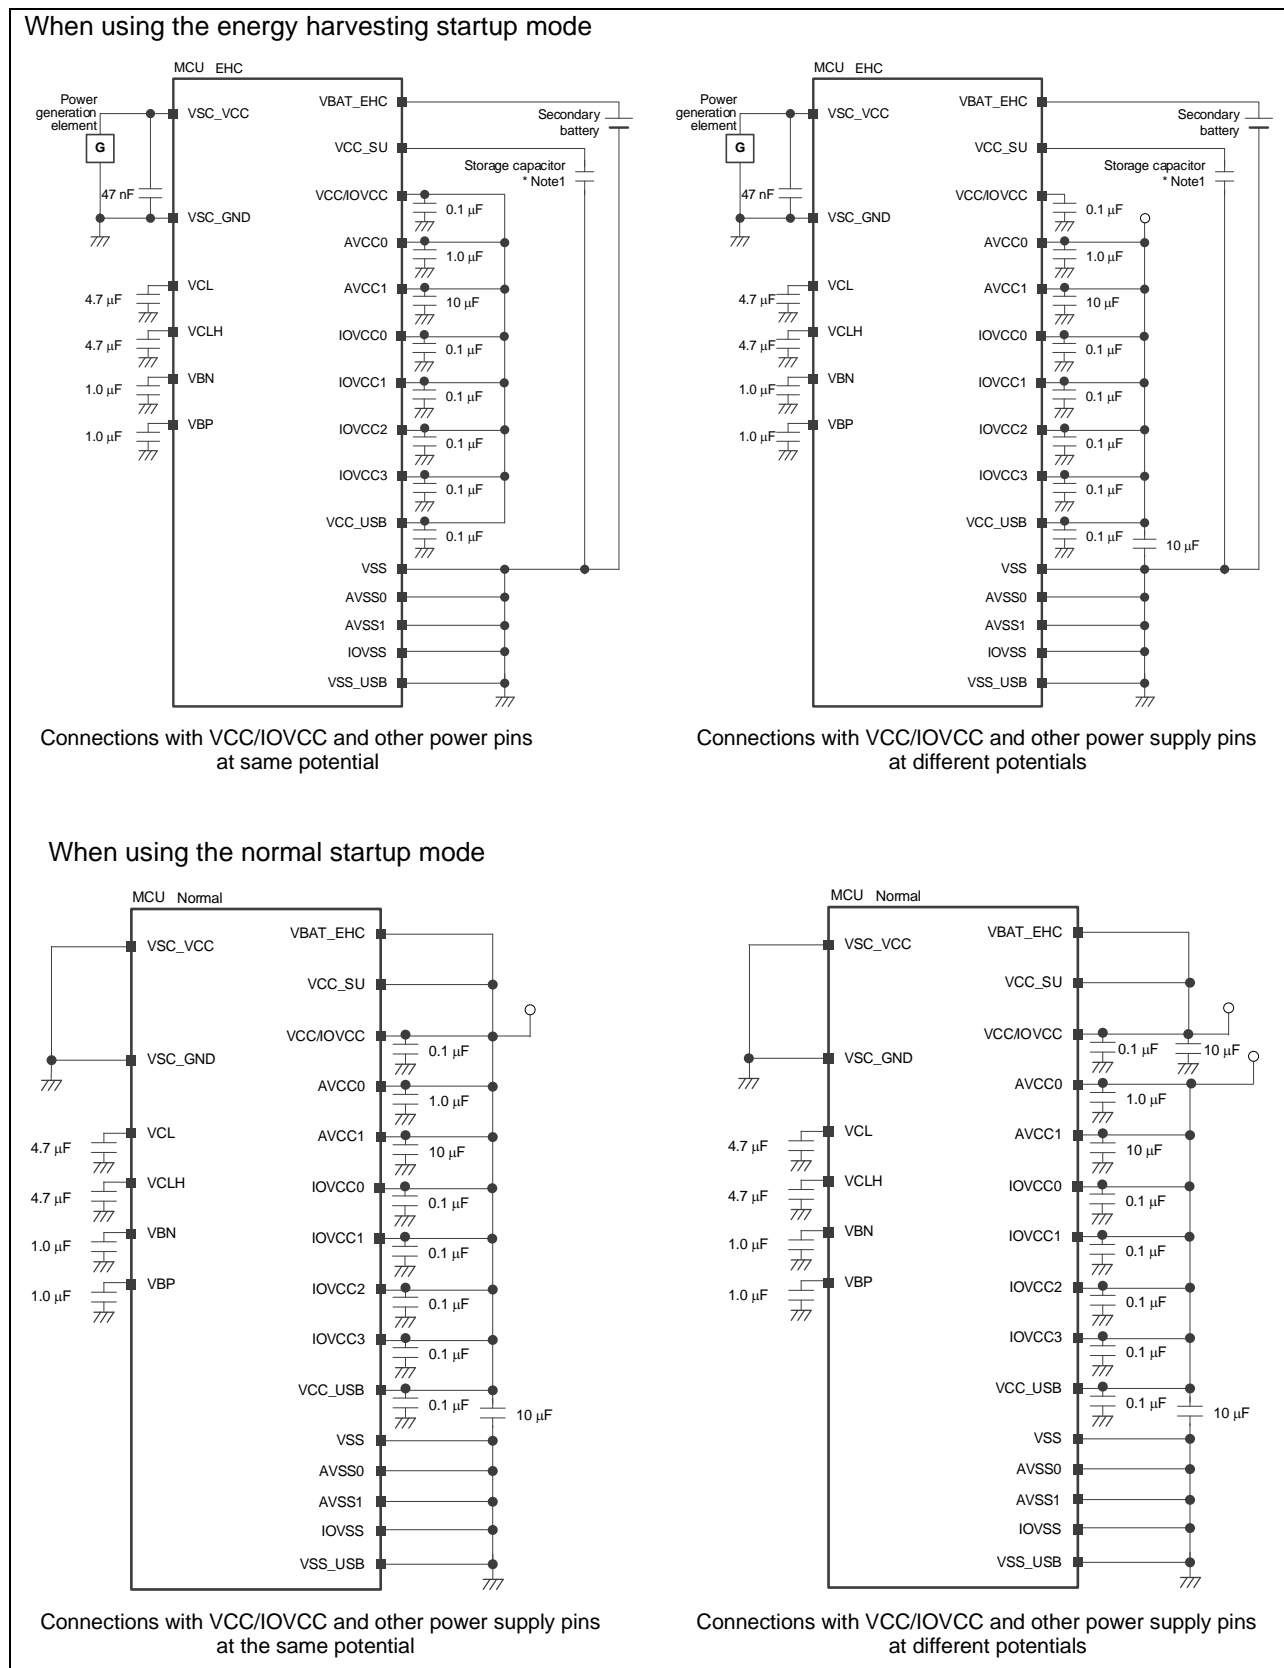 When using the energy harvesting startup mode
MCU EHC
Power
generation
element
G
47 nF
VSC_VCC
VSC_GND
4.7 μF
VCL
4.7 μF
VCLH
1.0 μF
VBN
1.0 μF
VBP
VBAT_EHC
Secondary
battery
VCC_SU
Storage capacitor
* Note1
VCC/IOVCC
0.1 μF
AVCC0
1.0 μF
AVCC1
10 μF
IOVCC0
0.1 μF
IOVCC1
0.1 μF
IOVCC2
0.1 μF
IOVCC3
0.1 μF
VCC_USB
0.1 μF
VSS
AVSS0
AVSS1
IOVSS
VSS_USB
Connections with VCC/IOVCC and other power pins
at same potential
MCU EHC
Power
generation
element
G
47 nF
VSC_VCC
VSC_GND
4.7 μF
VCL
4.7 μF
VCLH
1.0 μF
VBN
1.0 μF
VBP
VBAT_EHC
Secondary
battery
VCC_SU
Storage capacitor
* Note1
VCC/IOVCC
0.1 μF
AVCC0
1.0 μF
AVCC1
10 μF
IOVCC0
0.1 μF
IOVCC1
0.1 μF
IOVCC2
0.1 μF
IOVCC3
0.1 μF
VCC_USB
0.1 μF
10 μF
VSS
AVSS0
AVSS1
IOVSS
VSS_USB
Connections with VCC/IOVCC and other power supply pins
at different potentials
When using the normal startup mode
MCU Normal
VSC_VCC
VSC_GND
4.7 μF
VCL
4.7 μF
VCLH
1.0 μF
VBN
1.0 μF
VBP
VBAT_EHC
VCC_SU
VCC/IOVCC
0.1 μF
AVCC0
1.0 μF
AVCC1
10 μF
IOVCC0
0.1 μF
IOVCC1
0.1 μF
IOVCC2
0.1 μF
IOVCC3
0.1 μF
VCC_USB
0.1 μF
10 μF
VSS
AVSS0
AVSS1
IOVSS
VSS_USB
Connections with VCC/IOVCC and other power supply pins
at the same potential
MCU Normal
VSC_VCC
VSC_GND
4.7 μF
VCL
4.7 μF
VCLH
1.0 μF
VBN
1.0 μF
VBP
VBAT_EHC
VCC_SU
VCC/IOVCC
0.1 μF
10 μF
AVCC0
1.0 μF
AVCC1
10 μF
IOVCC0
0.1 μF
IOVCC1
0.1 μF
IOVCC2
0.1 μF
IOVCC3
0.1 μF
VCC_USB
0.1 μF
10 μF
VSS
AVSS0
AVSS1
IOVSS
VSS_USB
Connections with VCC/IOVCC and other power supply pins
at different potentials